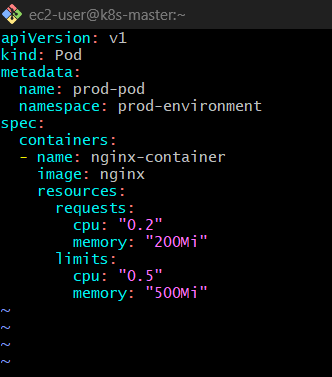 ec2-user@k8s-master:~
apiVersion: v1
kind: Pod
metadata:
  name: prod-pod
  namespace: prod-environment
spec:
  containers:
  - name: nginx-container
    image: nginx
    resources:
      requests:
        cpu: "0.2"
        memory: "200Mi"
      limits:
        cpu: "0.5"
        memory: "500Mi"
~
~
~
~